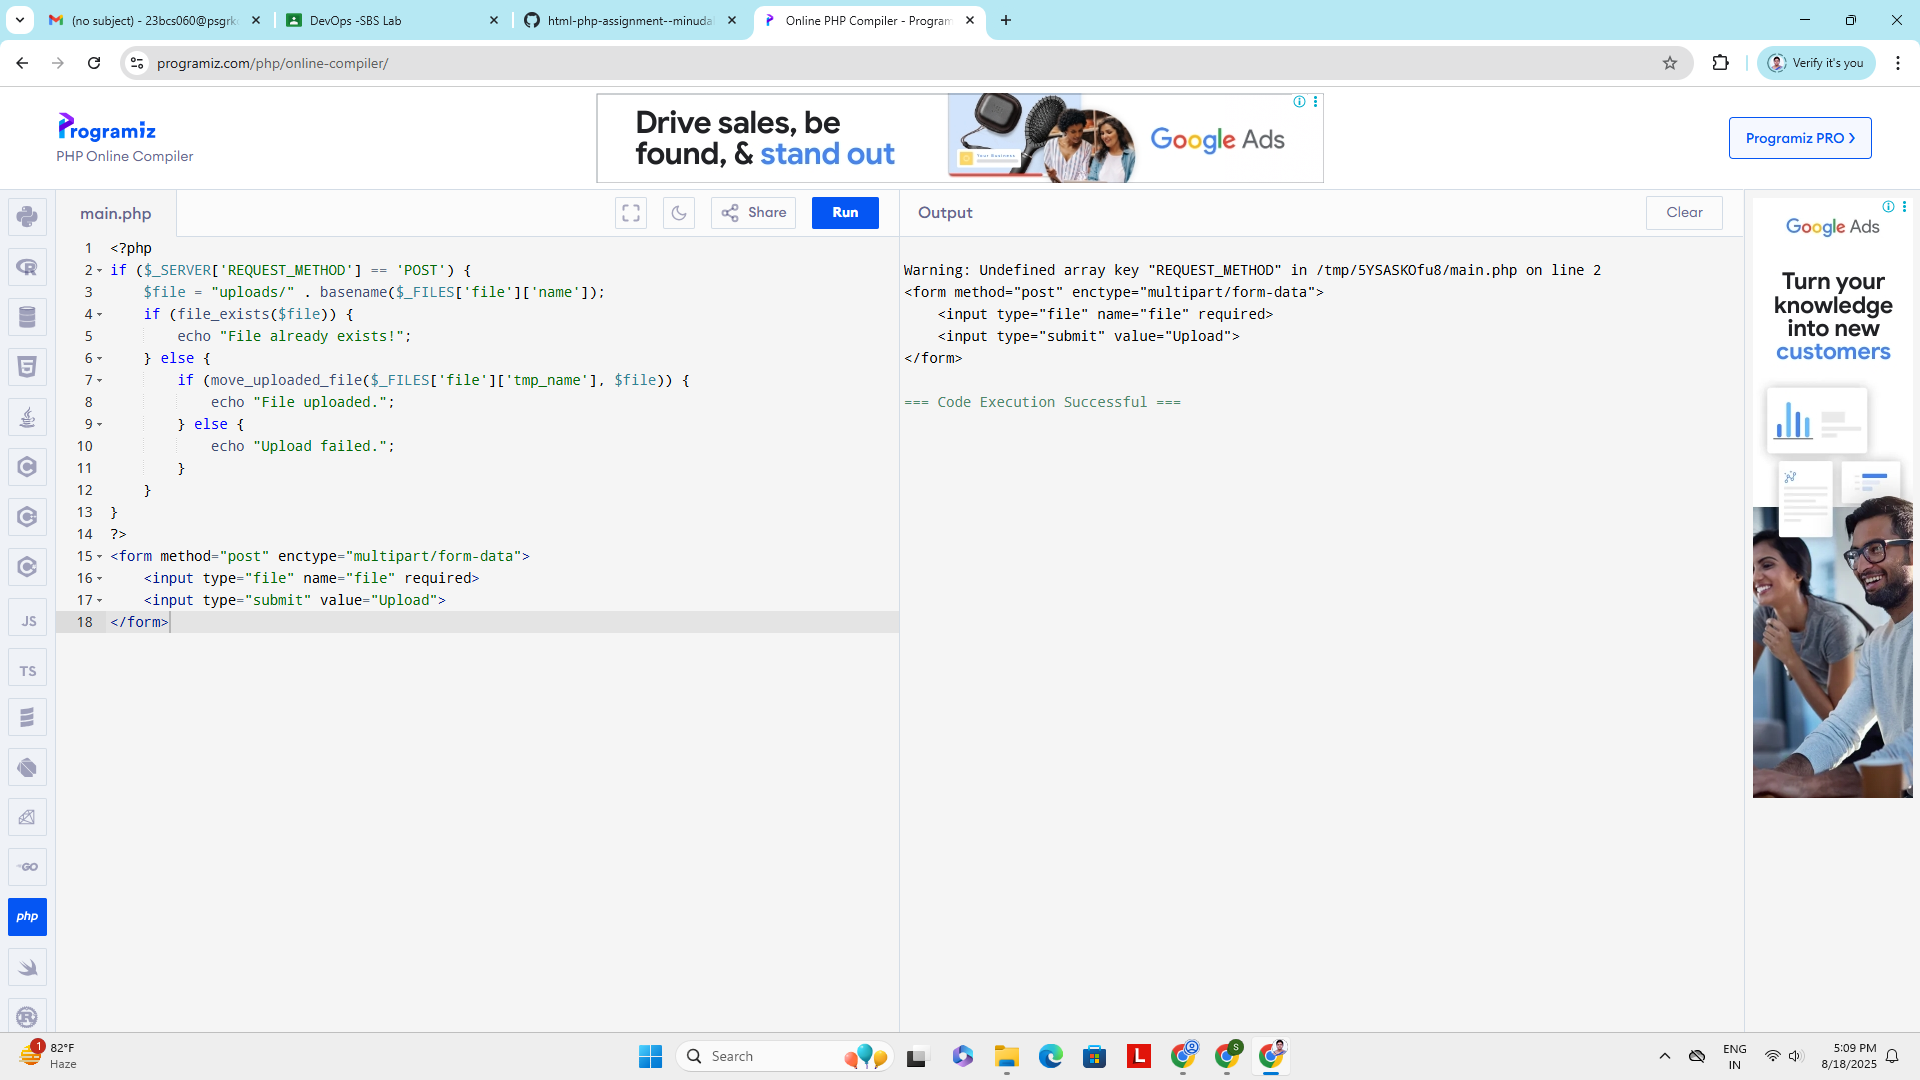 (no subject) - 23bcs060@psgrk
DevOps -SBS Lab
html-php-assignment--minuda
Online PHP Compiler - Program
programiz.com/php/online-compiler/
Verify it's you
Programiz
PHP Online Compiler
Drive sales, be
found, & stand out
Your Business
Google Ads
Programiz PRO
main.php
Share
Run
Output
Clear
1 <?php
2 if ($_SERVER['REQUEST_METHOD'] == 'POST') {
3     $file = "uploads/" . basename($_FILES['file']['name']);
4     if (file_exists($file)) {
5         echo "File already exists!";
6     } else {
7         if (move_uploaded_file($_FILES['file']['tmp_name'], $file)) {
8             echo "File uploaded.";
9         } else {
10             echo "Upload failed.";
11         }
12     }
13 }
14 ?>
15 <form method="post" enctype="multipart/form-data">
16     <input type="file" name="file" required>
17     <input type="submit" value="Upload">
18 </form>
Warning: Undefined array key "REQUEST_METHOD" in /tmp/5YSASKOfu8/main.php on line 2
<form method="post" enctype="multipart/form-data">
    <input type="file" name="file" required>
    <input type="submit" value="Upload">
</form>
=== Code Execution Successful ===
Google Ads
Turn your
knowledge
into new
customers
JS
TS
GO
php
1
82°F
Haze
Search
L
S
ENG
IN
5:09 PM
8/18/2025